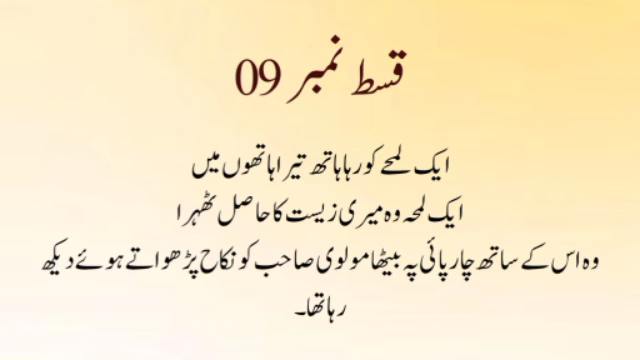 قسط نمبر 09
ایک لمحے کو رہا ہاتھ تیرا ہاتھوں میں
ایک لمحہ وہ میری زیست کا حاصل ٹھہرا
وہ اس کے ساتھ چارپائی پہ بیٹھا مولوی صاحب کو نکاح پڑھواتے ہوئے دیکھ
رہا تھا۔